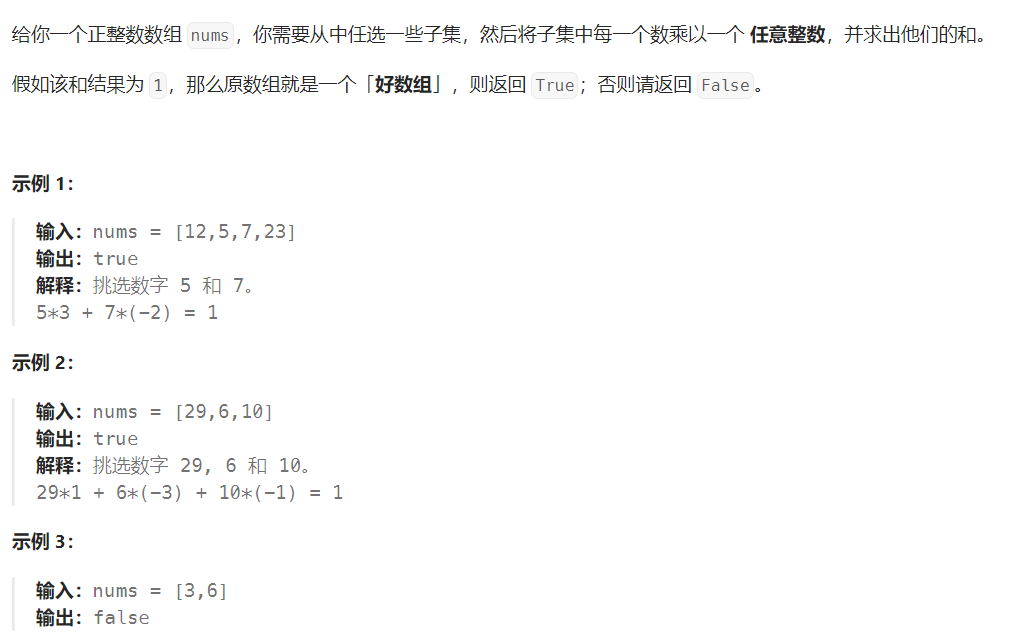 给你一个正整数数组 nums，你需要从中任选一些子集，然后将子集中每一个数乘以一个 任意整数，并求出他们的和。
假如该和结果为 1，那么原数组就是一个「好数组」，则返回 True；否则请返回 False。
示例 1：
输入：nums = [12,5,7,23]
输出：true
解释：挑选数字 5 和 7。
5*3 + 7*(-2) = 1
示例 2：
输入：nums = [29,6,10]
输出：true
解释：挑选数字 29, 6 和 10。
29*1 + 6*(-3) + 10*(-1) = 1
示例 3：
输入：nums = [3,6]
输出：false